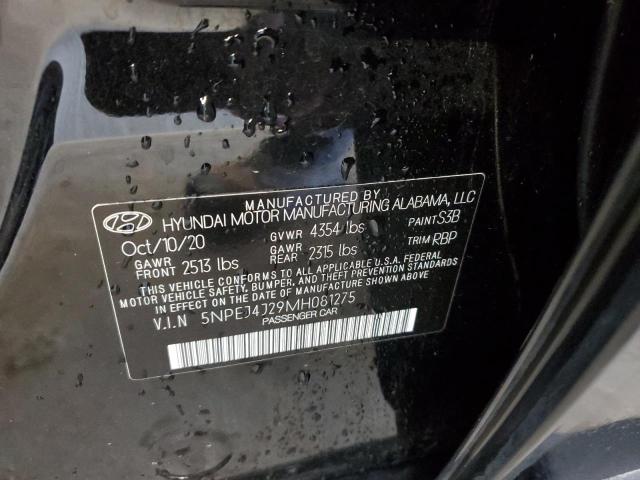 MANUFACTURED BY
HYUNDAI MOTOR MANUFACTURING ALABAMA, LLC
Oct/10/20 GVWR 4354 lbs PAINT S3B
GAWR FRONT 2513 lbs GAWR REAR 2315 lbs TRIM RBP
THIS VEHICLE CONFORMS TO ALL APPLICABLE U.S.A. FEDERAL
MOTOR VEHICLE SAFETY, BUMPER, AND THEFT PREVENTION STANDARDS
IN EFFECT ON THE DATE OF MANUFACTURE SHOWN ABOVE.
V.I.N 5NPEJ4J29MH081275
PASSENGER CAR